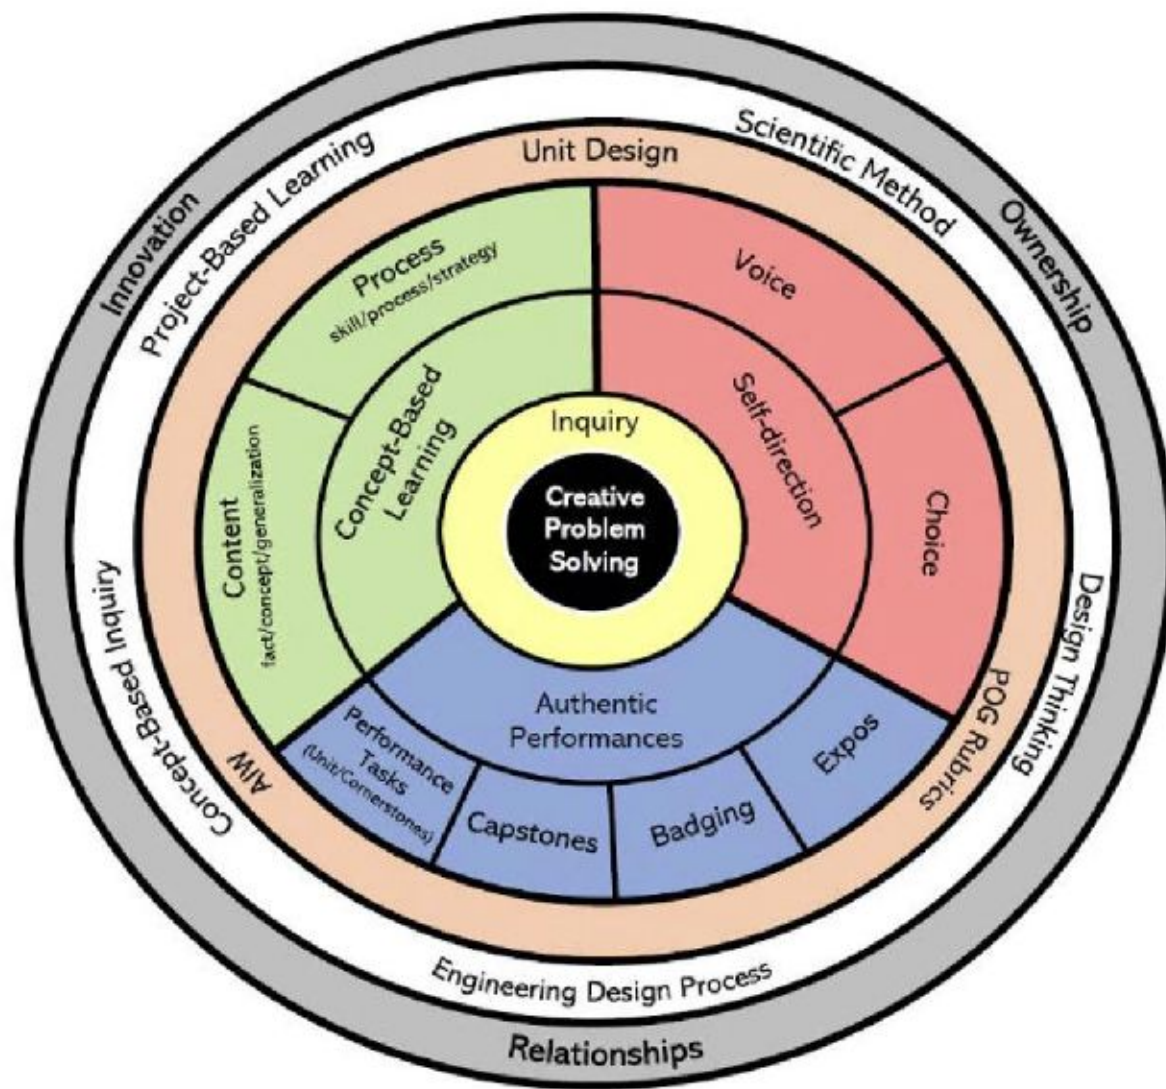 Innovation
Ownership
Relationships
Project-Based Learning
Scientific Method
Design Thinking
Engineering Design Process
Concept-Based Inquiry
Unit Design
POG Rubrics
AIW
Process
skill/process/strategy
Content
fact/concept/generalization
Concept-Based
Learning
Voice
Choice
Self-direction
Authentic
Performances
Performance
Tasks
(Unit/Cornerstones)
Capstones
Badging
Expos
Inquiry
Creative
Problem
Solving